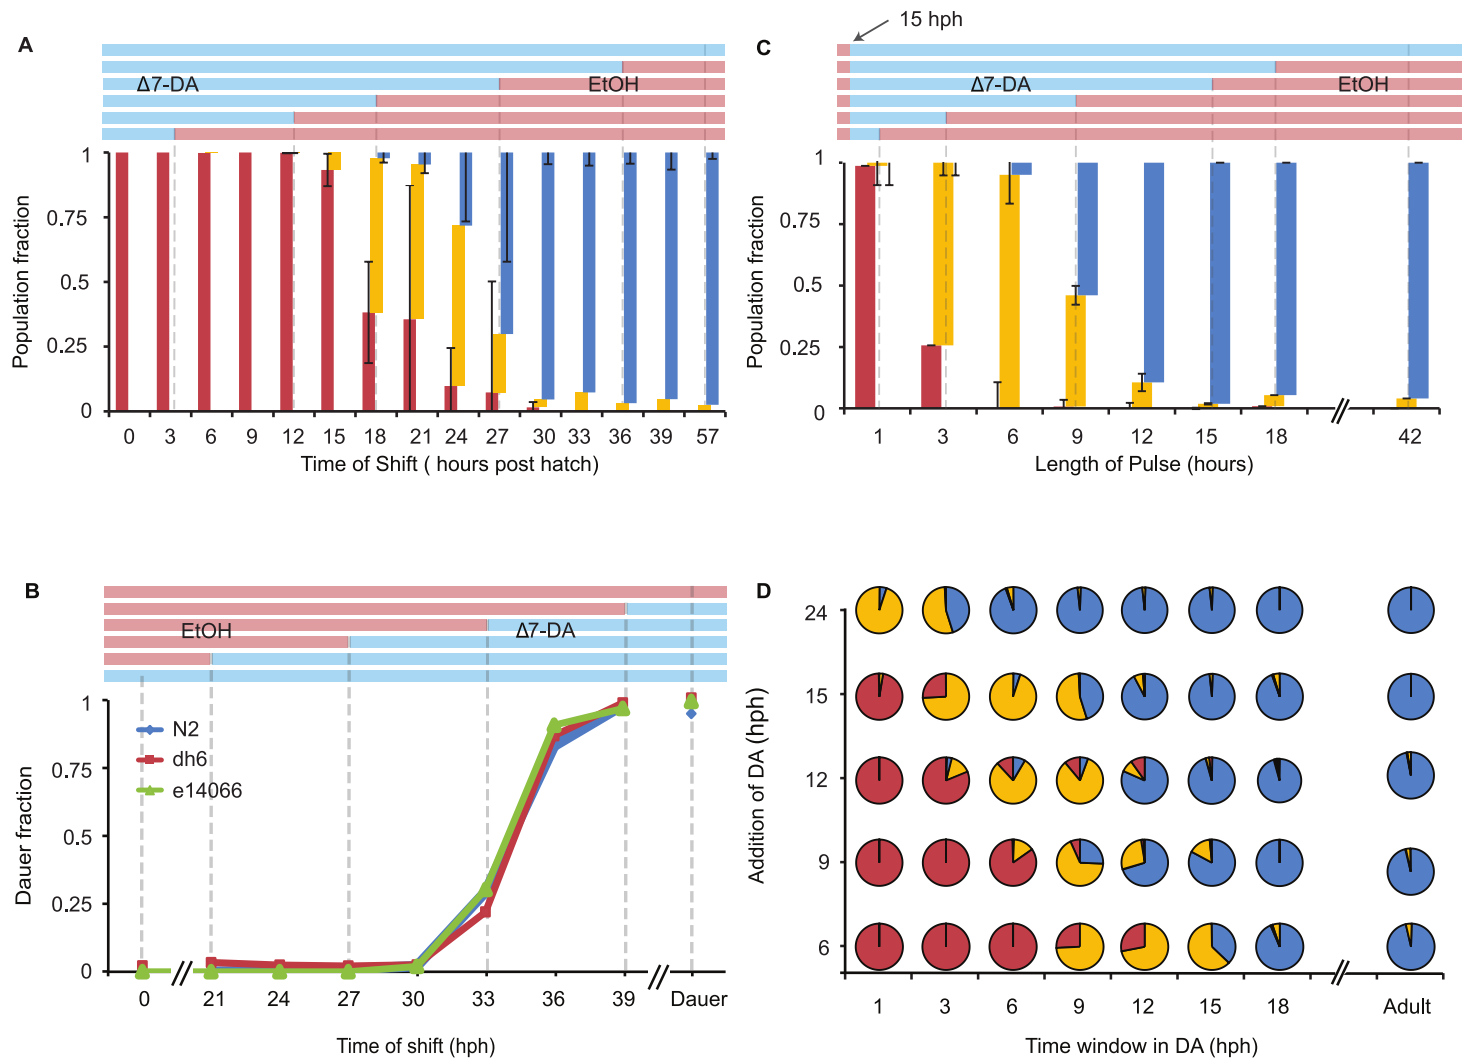 A
Δ7-DA
EtOH
Population fraction
1
0.75
0.5
0.25
0
0 3 6 9 12 15 18 21 24 27 30 33 36 39 57
Time of Shift ( hours post hatch)
C
15 hph
Δ7-DA
EtOH
Population fraction
1
0.75
0.5
0.25
0
1 3 6 9 12 15 18 42
Length of Pulse (hours)
B
EtOH
Δ7-DA
N2
dh6
e14066
Dauer fraction
1
0.75
0.5
0.25
0
0 21 24 27 30 33 36 39 Dauer
Time of shift (hph)
D
Addition of DA (hph)
24
15
12
9
6
1 3 6 9 12 15 18 Adult
Time window in DA (hph)